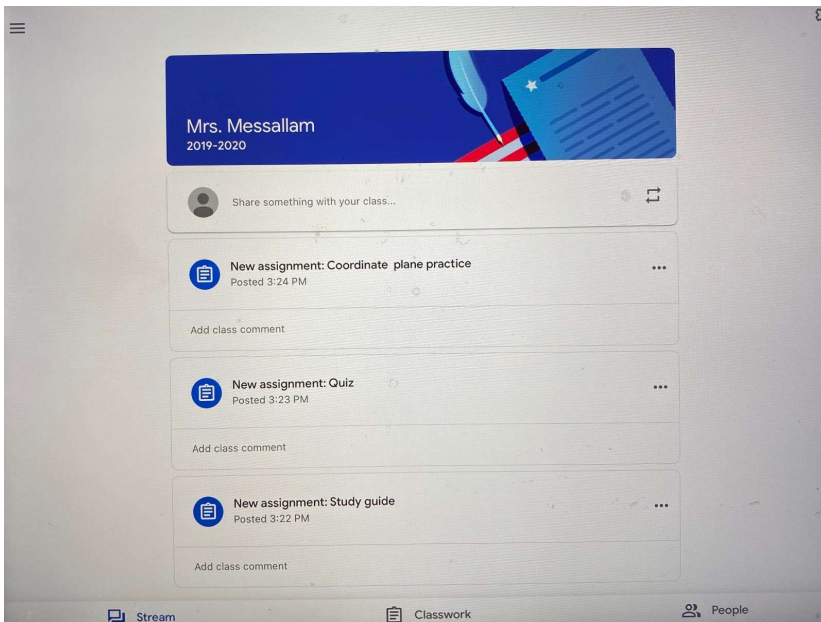 Mrs. Messallam
2019-2020
Share something with your class...
New assignment: Coordinate plane practice
Posted 3:24 PM
Add class comment
New assignment: Quiz
Posted 3:23 PM
Add class comment
New assignment: Study guide
Posted 3:22 PM
Add class comment
Stream
Classwork
People